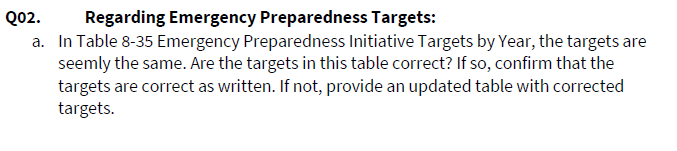 Q02. Regarding Emergency Preparedness Targets:
a. In Table 8-35 Emergency Preparedness Initiative Targets by Year, the targets are
seemly the same. Are the targets in this table correct? If so, confirm that the
targets are correct as written. If not, provide an updated table with corrected
targets.